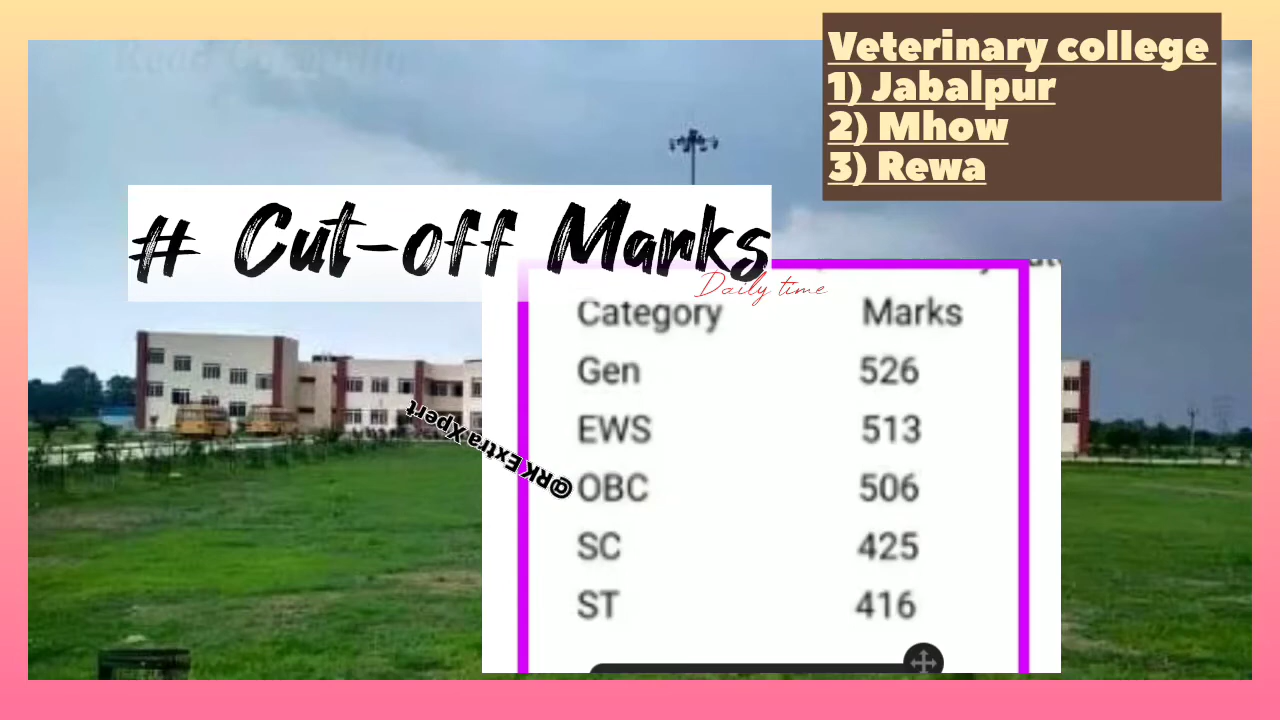 Veterinary college
1) Jabalpur
2) Mhow
3) Rewa
# Cut-off Marks
Daily time
Category Marks
Gen 526
EWS 513
@RK Extra Xpert
OBC 506
SC 425
ST 416